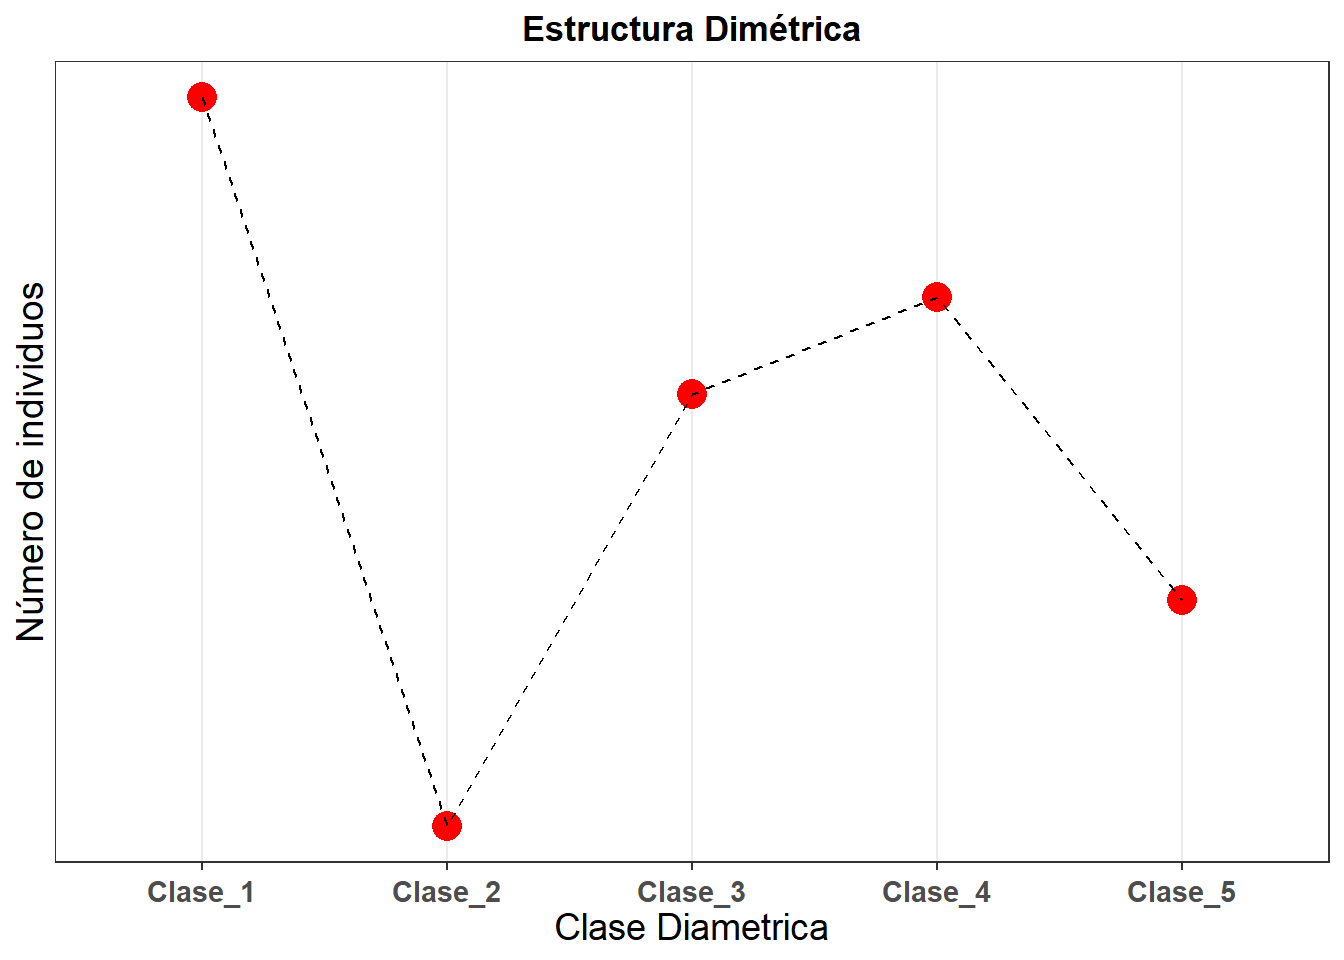 Estructura Dimétrica
Número de individuos
Clase_1 Clase_2 Clase_3 Clase_4 Clase_5
Clase Diametrica